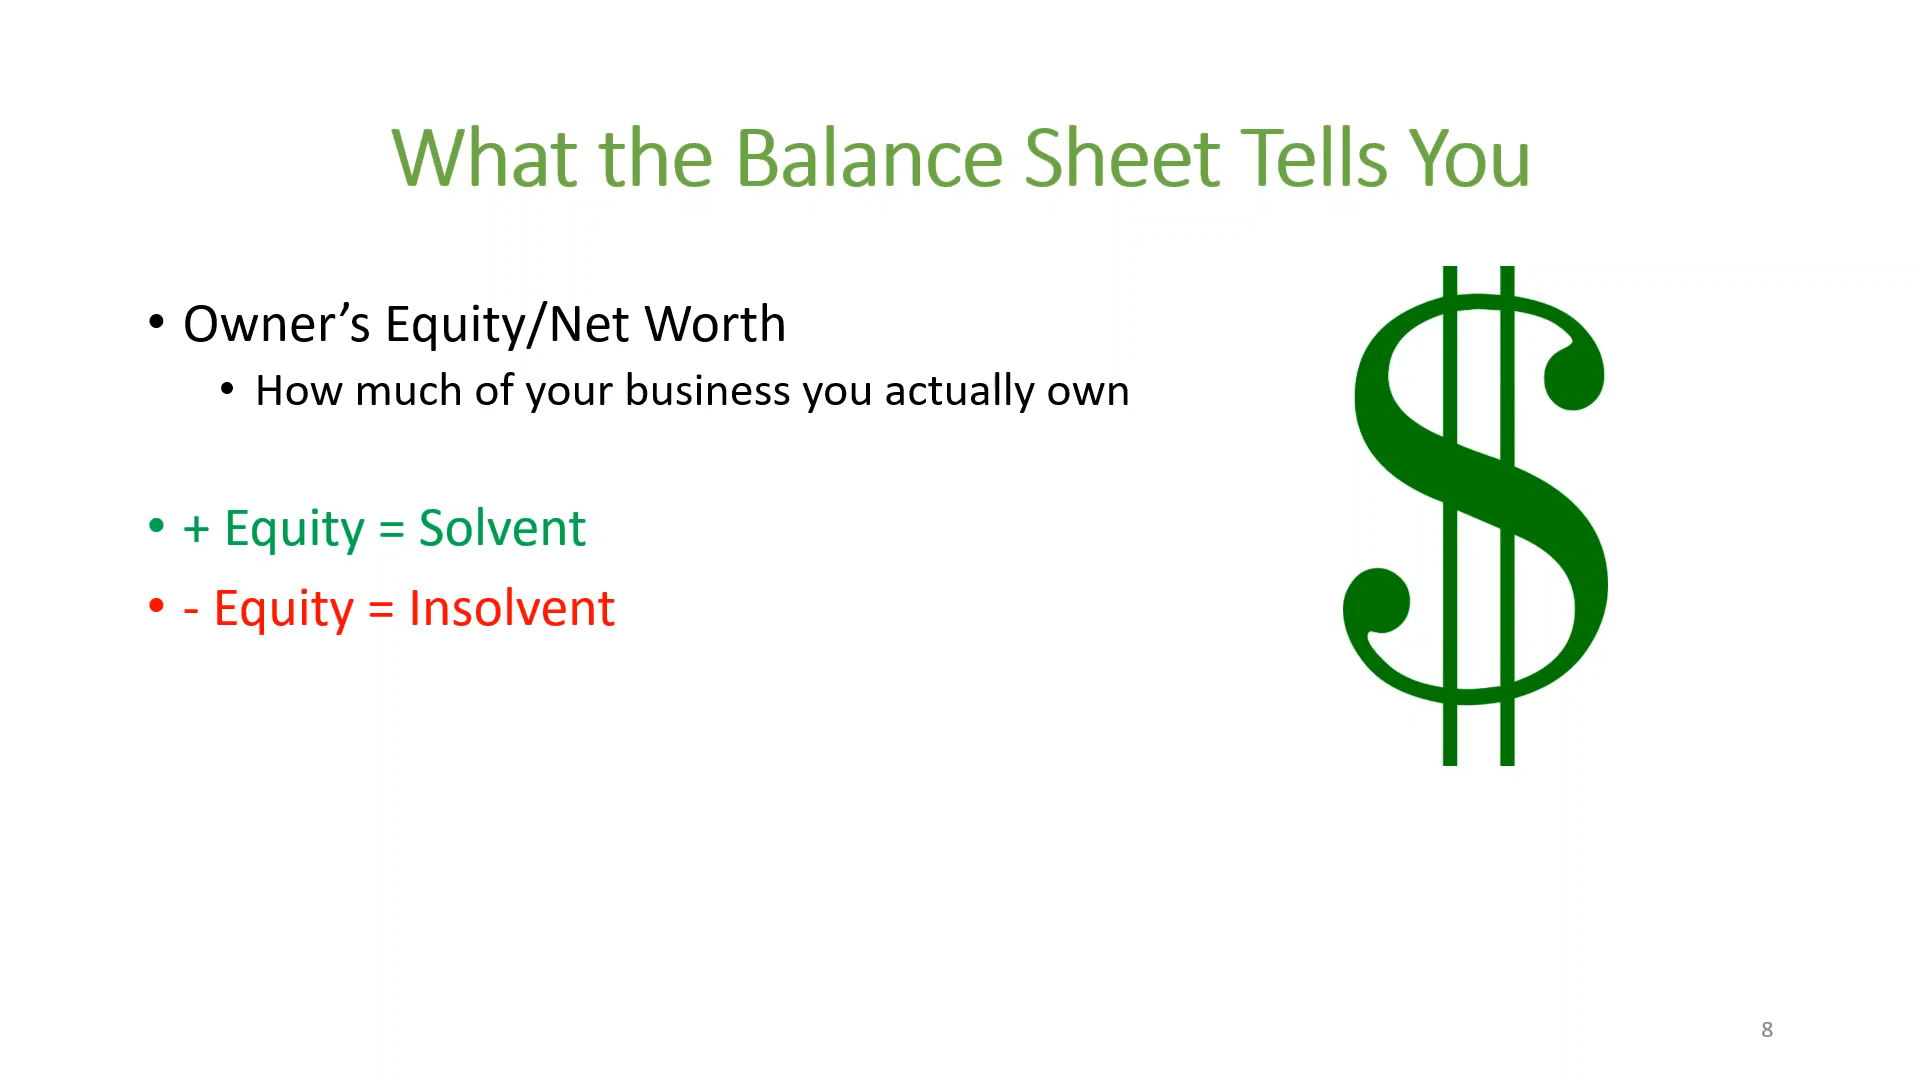 What the Balance Sheet Tells You
• Owner’s Equity/Net Worth
• How much of your business you actually own
• + Equity = Solvent
• - Equity = Insolvent
$
8